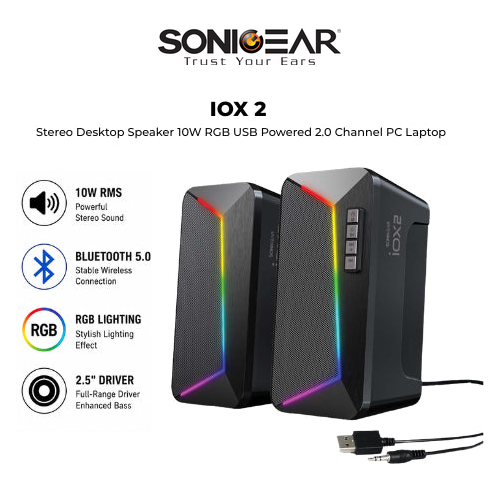 SONICGEAR®
Trust Your Ears
IOX 2
Stereo Desktop Speaker 10W RGB USB Powered 2.0 Channel PC Laptop
10W RMS
Powerful
Stereo Sound
BLUETOOTH 5.0
Stable Wireless
Connection
RGB
RGB LIGHTING
Stylish Lighting
Effect
2.5" DRIVER
Full-Range Driver
Enhanced Bass
iOX2